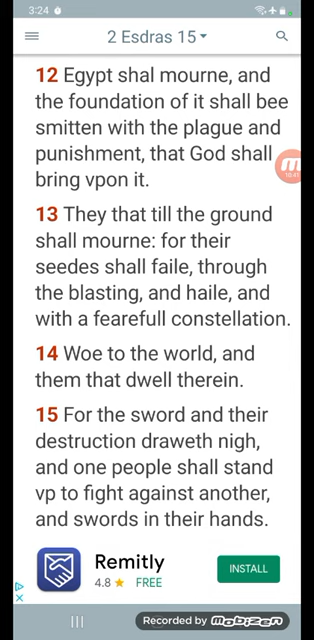 3:24
2 Esdras 15
12 Egypt shal mourne, and
the foundation of it shall bee
smitten with the plague and
punishment, that God shall
bring vpon it.
13 They that till the ground
shall mourne: for their
seedes shall faile, through
the blasting, and haile, and
with a fearefull constellation.
14 Woe to the world, and
them that dwell therein.
15 For the sword and their
destruction draweth nigh,
and one people shall stand
vp to fight against another,
and swords in their hands.
Remitly
4.8 ★ FREE
INSTALL
Recorded by mobizen